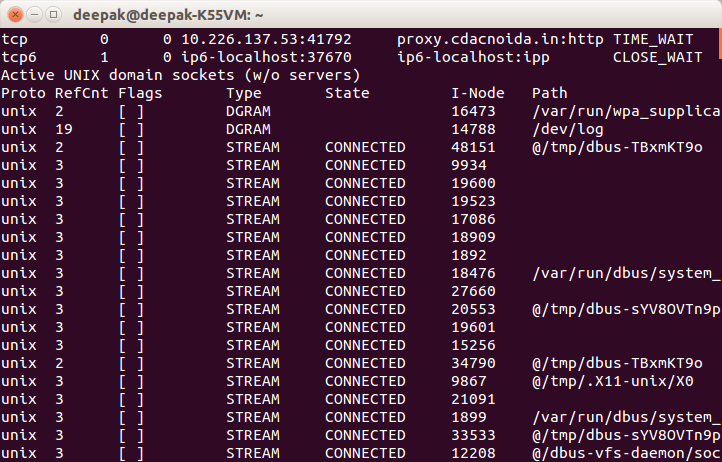 deepak@deepak-K55VM: ~
tcp 0 0 10.226.137.53:41792 proxy.cdacnoida.in:http TIME_WAIT
tcp6 1 0 ip6-localhost:37670 ip6-localhost:ipp CLOSE_WAIT
Active UNIX domain sockets (w/o servers)
Proto RefCnt Flags Type State I-Node Path
unix 2 [ ] DGRAM 16473 /var/run/wpa_supplica
unix 19 [ ] DGRAM 14788 /dev/log
unix 2 [ ] STREAM CONNECTED 48151 @/tmp/dbus-TBxmKT9o
unix 3 [ ] STREAM CONNECTED 9934
unix 3 [ ] STREAM CONNECTED 19600
unix 3 [ ] STREAM CONNECTED 19523
unix 3 [ ] STREAM CONNECTED 17086
unix 3 [ ] STREAM CONNECTED 18909
unix 3 [ ] STREAM CONNECTED 1892
unix 3 [ ] STREAM CONNECTED 18476 /var/run/dbus/system_
unix 3 [ ] STREAM CONNECTED 27660
unix 3 [ ] STREAM CONNECTED 20553 @/tmp/dbus-sYV8OVTn9p
unix 3 [ ] STREAM CONNECTED 19601
unix 3 [ ] STREAM CONNECTED 15256
unix 2 [ ] STREAM CONNECTED 34790 @/tmp/dbus-TBxmKT9o
unix 3 [ ] STREAM CONNECTED 9867 @/tmp/.X11-unix/X0
unix 3 [ ] STREAM CONNECTED 21091
unix 3 [ ] STREAM CONNECTED 1899 /var/run/dbus/system_
unix 3 [ ] STREAM CONNECTED 33533 @/tmp/dbus-sYV8OVTn9p
unix 3 [ ] STREAM CONNECTED 12208 @/dbus-vfs-daemon/soc